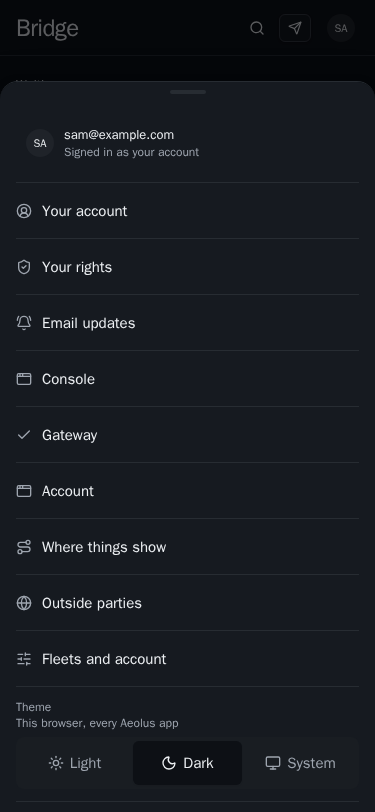 Bridge
SA
SA
sam@example.com
Signed in as your account
Your account
Your rights
Email updates
Console
Gateway
Account
Where things show
Outside parties
Fleets and account
Theme
This browser, every Aeolus app
Light
Dark
System